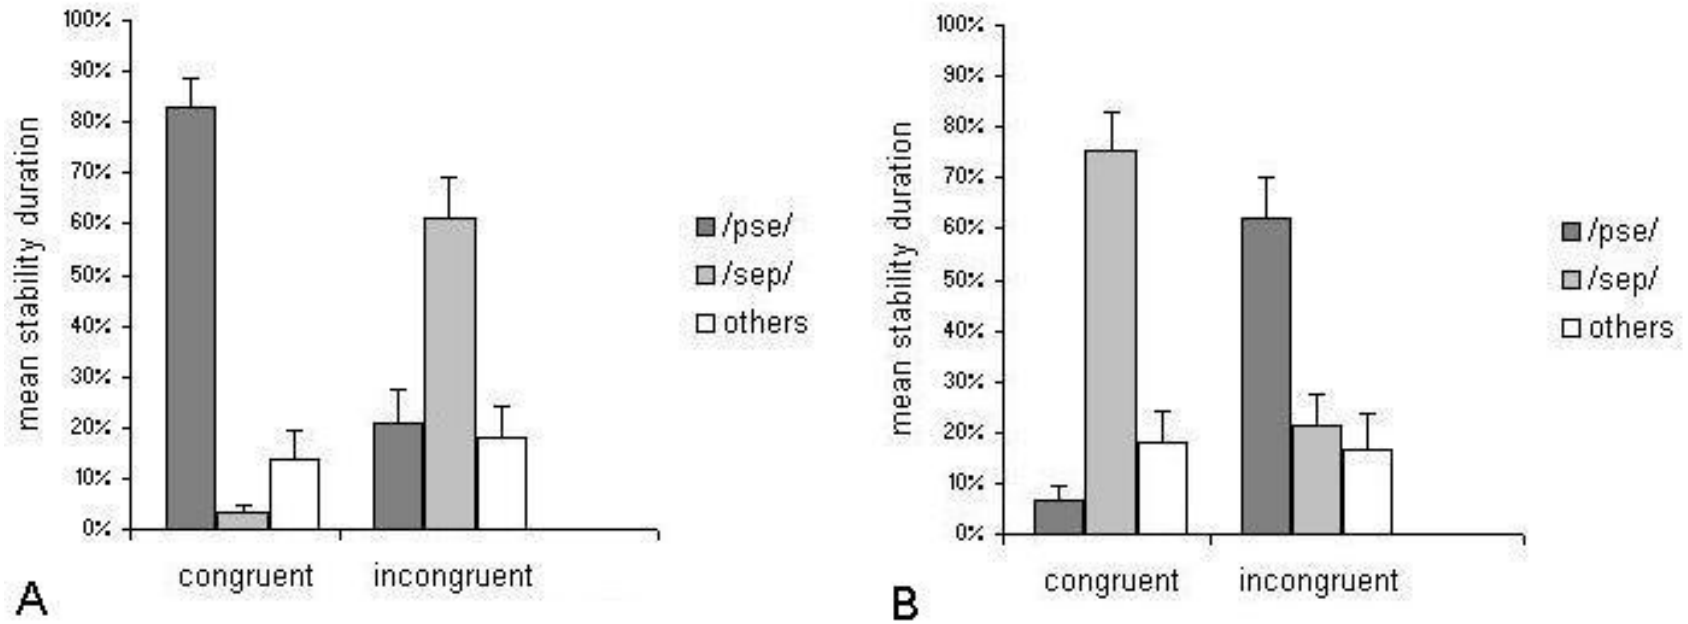 mean stability duration
100%
90%
80%
70%
60%
50%
40%
30%
20%
10%
0%
congruent incongruent
/pse/
/sep/
others
A
mean stability duration
100%
90%
80%
70%
60%
50%
40%
30%
20%
10%
0%
congruent incongruent
/pse/
/sep/
others
B